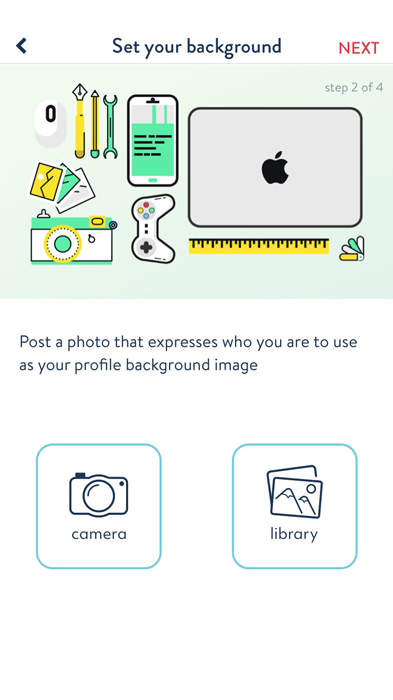 Set your background
NEXT
step 2 of 4
Post a photo that expresses who you are to use
as your profile background image
camera
library